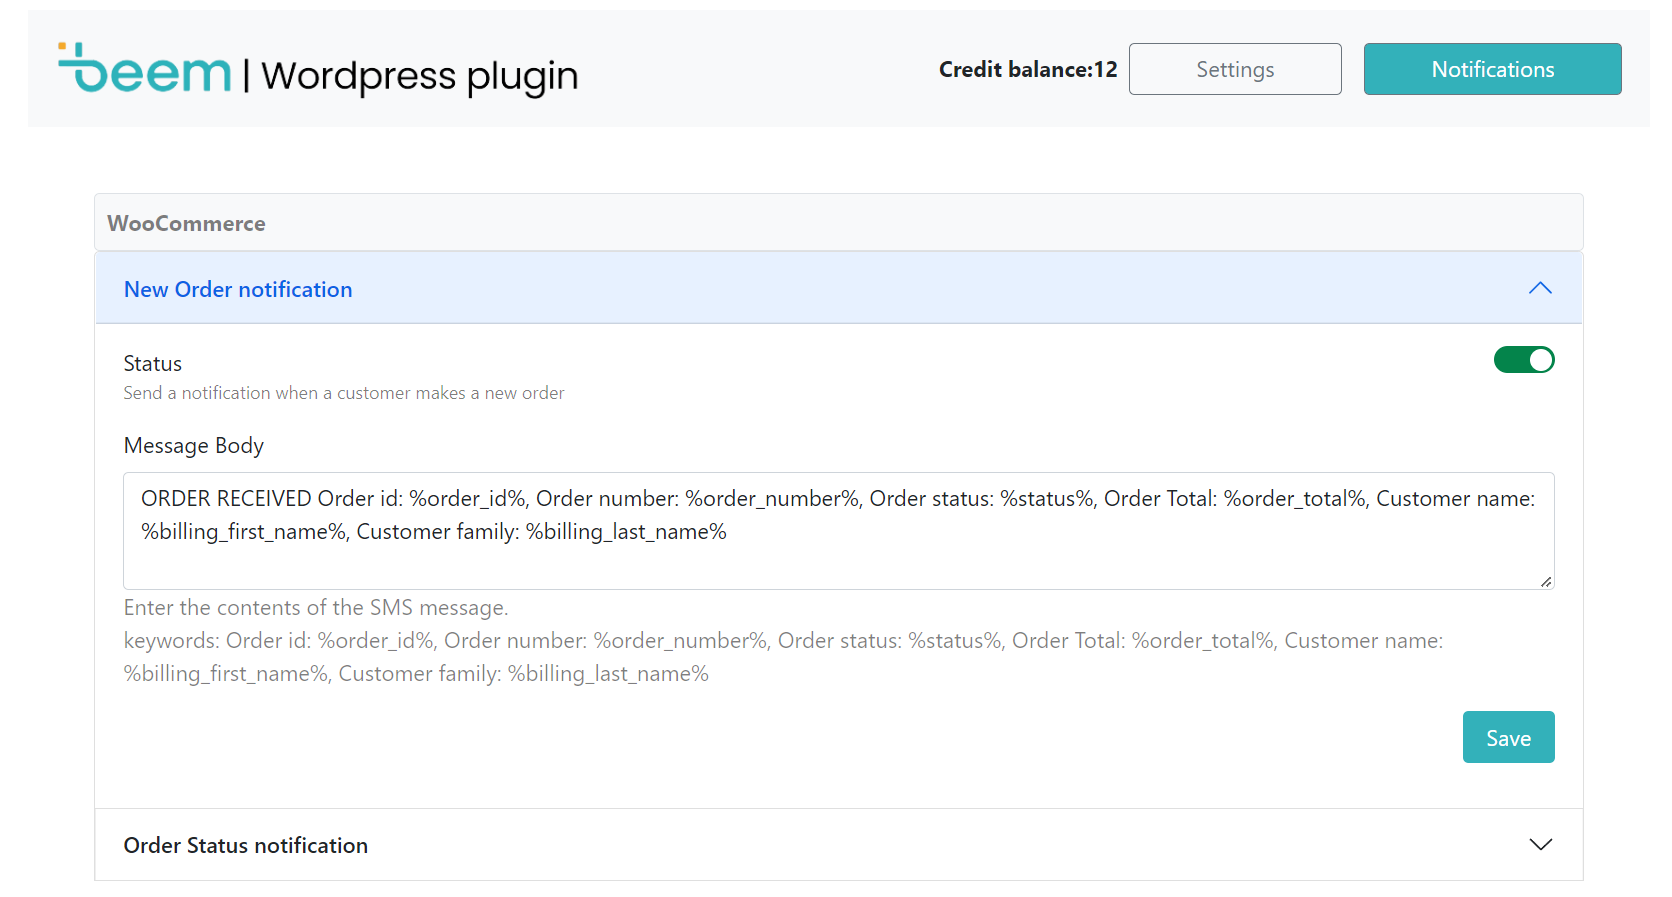 beem | Wordpress plugin
Credit balance:12
Settings
Notifications
WooCommerce
New Order notification
Status
Send a notification when a customer makes a new order
Message Body
ORDER RECEIVED Order id: %order_id%, Order number: %order_number%, Order status: %status%, Order Total: %order_total%, Customer name:
%billing_first_name%, Customer family: %billing_last_name%
Enter the contents of the SMS message.
keywords: Order id: %order_id%, Order number: %order_number%, Order status: %status%, Order Total: %order_total%, Customer name:
%billing_first_name%, Customer family: %billing_last_name%
Save
Order Status notification